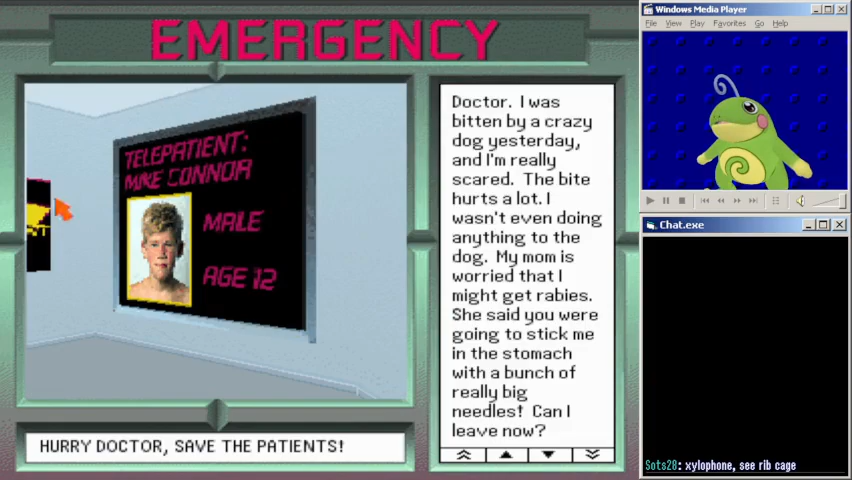 EMERGENCY
TELEPATIENT:
MIKE CONNOR
MALE
AGE 12
HURRY DOCTOR, SAVE THE PATIENTS!
Doctor. I was
bitten by a crazy
dog yesterday,
and I'm really
scared. The bite
hurts a lot. I
wasn't even doing
anything to the
dog. My mom is
worried that I
might get rabies.
She said you were
going to stick me
in the stomach
with a bunch of
really big
needles! Can I
leave now?
Windows Media Player
File View Play Favorites Go Help
Chat.exe
Sots28: xylophone, see rib cage